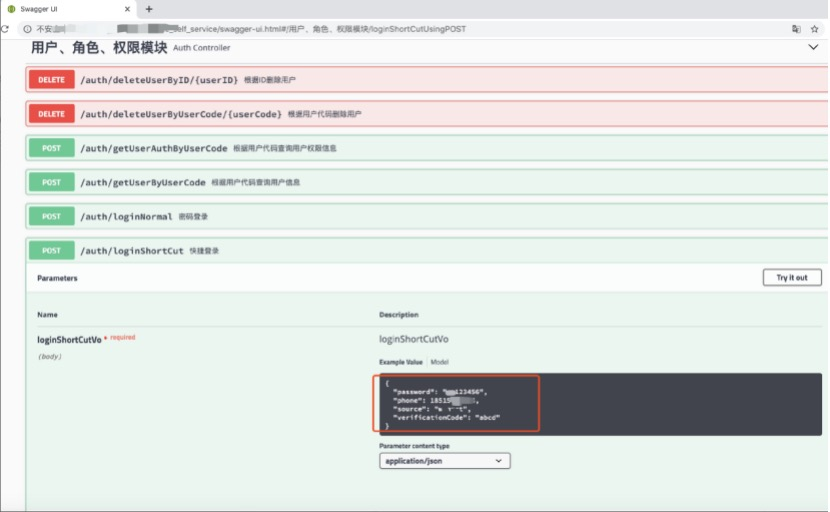 Swagger UI
不安
_self_service/swagger-ui.html#/用户、角色、权限模块/loginShortCutUsingPOST
用户、角色、权限模块 Auth Controller
DELETE /auth/deleteUserByID/{userID} 根据ID删除用户
DELETE /auth/deleteUserByUserCode/{userCode} 根据用户代码删除用户
POST /auth/getUserAuthByUserCode 根据用户代码查询用户权限信息
POST /auth/getUserByUserCode 根据用户代码查询用户信息
POST /auth/loginNormal 密码登录
POST /auth/loginShortCut 快捷登录
Parameters
Try it out
Name Description
loginShortCutVo * required
(body)
loginShortCutVo
Example Value Model
{
"password": "123456",
"phone": 18515,
"source":
"verificationCode": "abcd"
}
Parameter content type
application/json